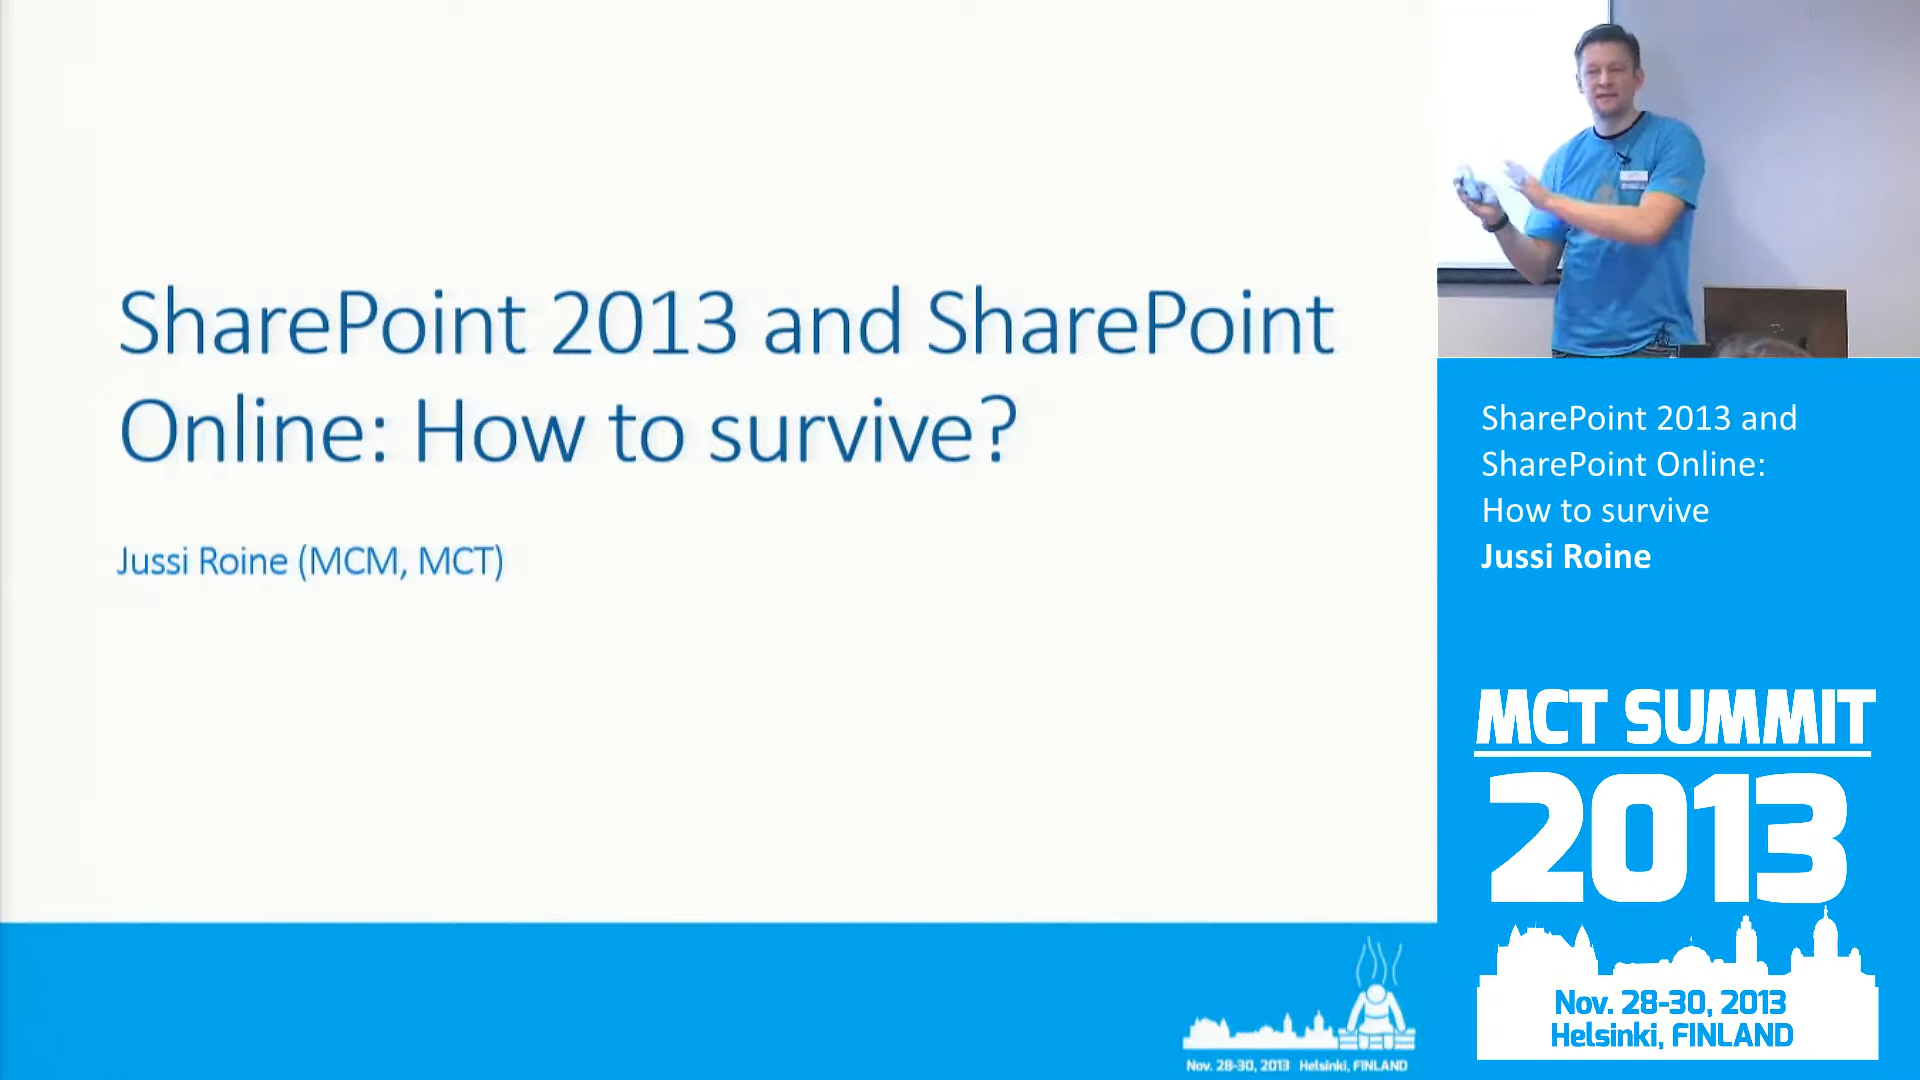 SharePoint 2013 and SharePoint
Online: How to survive?
Jussi Roine (MCM, MCT)
Nov. 28-30, 2013 Helsinki, FINLAND
SharePoint 2013 and
SharePoint Online:
How to survive
Jussi Roine
MCT SUMMIT
2013
Nov. 28-30, 2013
Helsinki, FINLAND